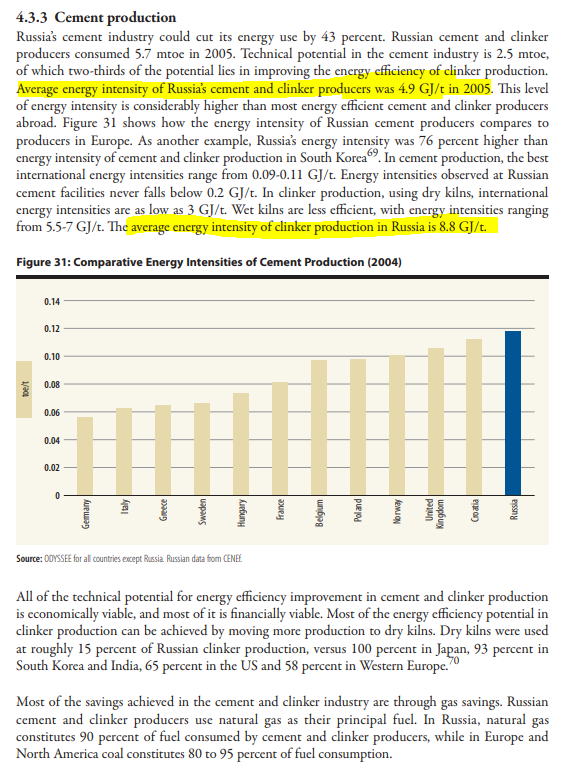 4.3.3 Cement production
Russia's cement industry could cut its energy use by 43 percent. Russian cement and clinker
producers consumed 5.7 mtoe in 2005. Technical potential in the cement industry is 2.5 mtoe,
of which two-thirds of the potential lies in improving the energy efficiency of clinker production.
Average energy intensity of Russia's cement and clinker producers was 4.9 GJ/t in 2005. This level
of energy intensity is considerably higher than most energy efficient cement and clinker producers
abroad. Figure 31 shows how the energy intensity of Russian cement producers compares to
producers in Europe. As another example, Russia's energy intensity was 76 percent higher than
energy intensity of cement and clinker production in South Korea69. In cement production, the best
international energy intensities range from 0.09-0.11 GJ/t. Energy intensities observed at Russian
cement facilities never falls below 0.2 GJ/t. In clinker production, using dry kilns, international
energy intensities are as low as 3 GJ/t. Wet kilns are less efficient, with energy intensities ranging
from 5.5-7 GJ/t. The average energy intensity of clinker production in Russia is 8.8 GJ/t.
Figure 31: Comparative Energy Intensities of Cement Production (2004)
0.14
0.12
0.10
0.08
0.06
0.04
0.02
0
toe/t
Germany
Italy
Greece
Sweden
Hungary
France
Belgium
Poland
Norway
United
Kingdom
Croatia
Russia
Source: ODYSSEE for all countries except Russia. Russian data from CENEF.
All of the technical potential for energy efficiency improvement in cement and clinker production
is economically viable, and most of it is financially viable. Most of the energy efficiency potential in
clinker production can be achieved by moving more production to dry kilns. Dry kilns were used
at roughly 15 percent of Russian clinker production, versus 100 percent in Japan, 93 percent in
South Korea and India, 65 percent in the US and 58 percent in Western Europe.70
Most of the savings achieved in the cement and clinker industry are through gas savings. Russian
cement and clinker producers use natural gas as their principal fuel. In Russia, natural gas
constitutes 90 percent of fuel consumed by cement and clinker producers, while in Europe and
North America coal constitutes 80 to 95 percent of fuel consumption.